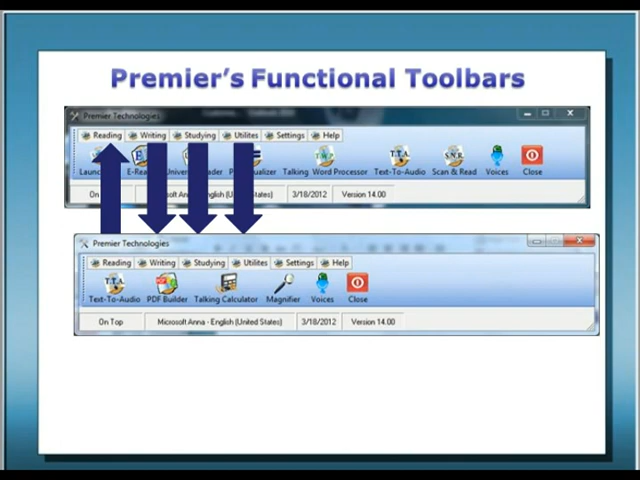 Premier's Functional Toolbars
Premier Technologies
Reading Writing Studying Utilites Settings Help
Talking Word Processor Text-To-Audio Scan & Read Voices Close
English (United States) 3/18/2012 Version 14.00
Premier Technologies
Reading Writing Studying Utilites Settings Help
Text-To-Audio PDF Builder Talking Calculator Magnifier Voices Close
On Top Microsoft Anna - English (United States) 3/18/2012 Version 14.00